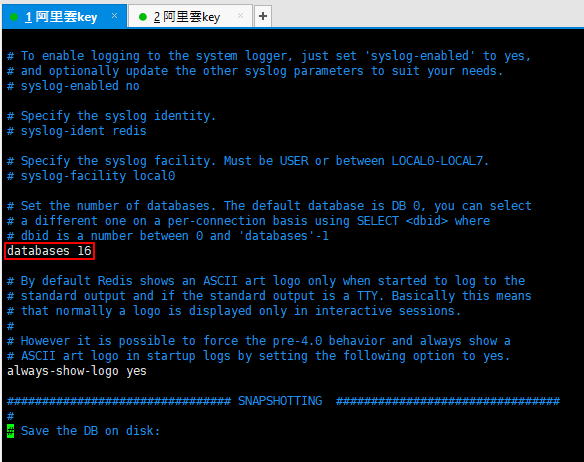 1 阿里雲key × 2 阿里雲key × +
# To enable logging to the system logger, just set 'syslog-enabled' to yes,
# and optionally update the other syslog parameters to suit your needs.
# syslog-enabled no
# Specify the syslog identity.
# syslog-ident redis
# Specify the syslog facility. Must be USER or between LOCAL0-LOCAL7.
# syslog-facility local0
# Set the number of databases. The default database is DB 0, you can select
# a different one on a per-connection basis using SELECT <dbid> where
# dbid is a number between 0 and 'databases'-1
databases 16
# By default Redis shows an ASCII art logo only when started to log to the
# standard output and if the standard output is a TTY. Basically this means
# that normally a logo is displayed only in interactive sessions.
#
# However it is possible to force the pre-4.0 behavior and always show a
# ASCII art logo in startup logs by setting the following option to yes.
always-show-logo yes
################################ SNAPSHOTTING ################################
#
# Save the DB on disk: